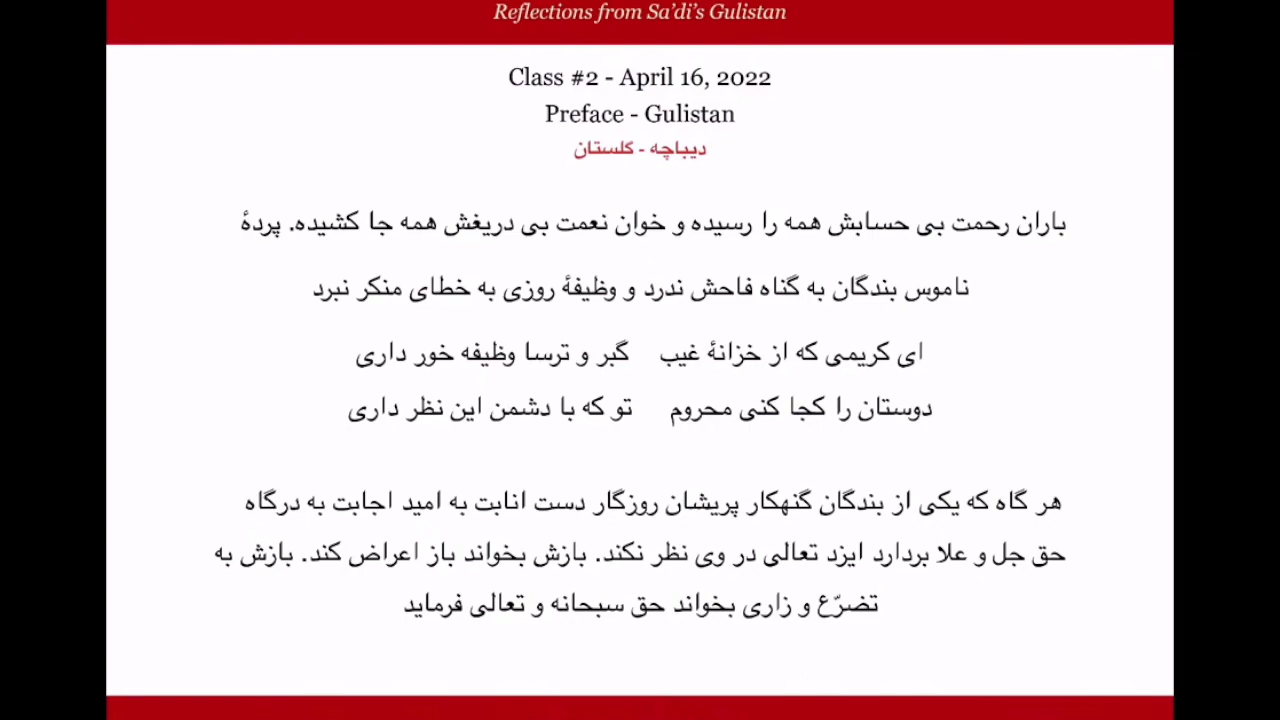 Reflections from Sa’di’s Gulistan
Class #2 - April 16, 2022
Preface - Gulistan
دیباچه - گلستان
باران رحمت بی حسابش همه را رسیده و خوان نعمت بی دریغش همه جا کشیده. پردهٔ
ناموس بندگان به گناه فاحش ندرد و وظیفهٔ روزی به خطای منکر نبرد
ای کریمی که از خزانهٔ غیب گبر و ترسا وظیفه خور داری
دوستان را کجا کنی محروم تو که با دشمن این نظر داری
هر گاه که یکی از بندگان گنهکار پریشان روزگار دست انابت به امید اجابت به درگاه
حق جل و علا بردارد ایزد تعالی در وی نظر نکند. بازش بخواند باز اعراض کند. بازش به
تضرّع و زاری بخواند حق سبحانه و تعالی فرماید